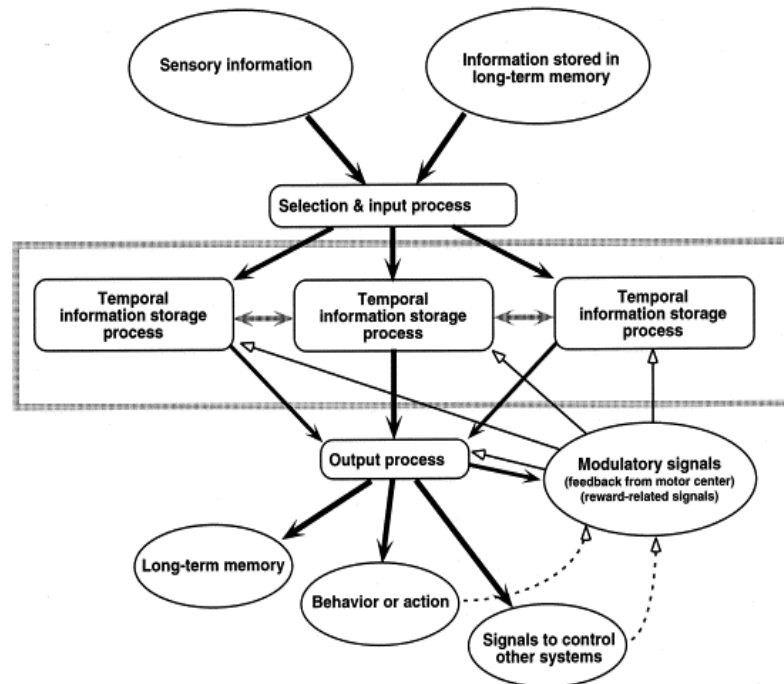 Sensory information
Information stored in
long-term memory
Selection & input process
Temporal
information storage
process
Temporal
information storage
process
Temporal
information storage
process
Output process
Modulatory signals
(feedback from motor center)
(reward-related signals)
Long-term memory
Behavior or action
Signals to control
other systems